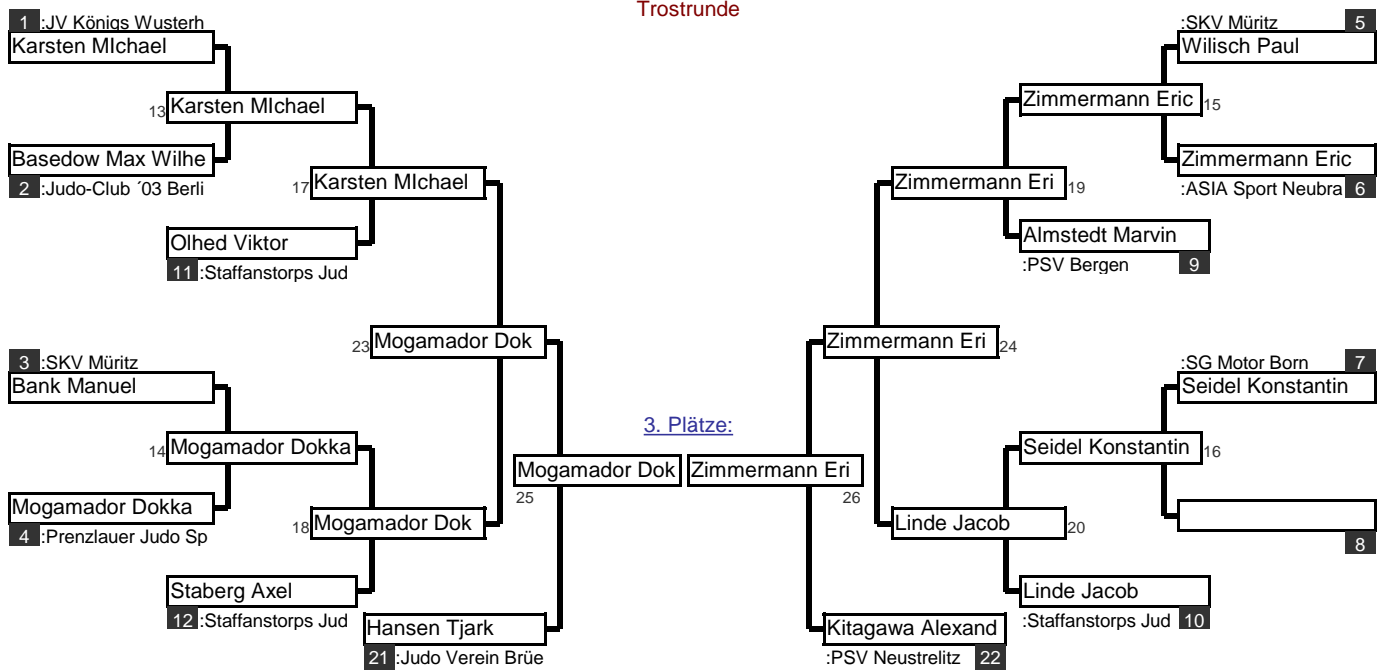 Trostrunde
1 :JV Königs Wusterh
Karsten MIchael
13 Karsten MIchael
Basedow Max Wilhe
2 :Judo-Club ´03 Berli
17 Karsten MIchael
Olhed Viktor
11 :Staffanstorps Jud
23 Mogamador Dok
3 :SKV Müritz
Bank Manuel
14 Mogamador Dokka
Mogamador Dokka
4 :Prenzlauer Judo Sp
18 Mogamador Dok
Staberg Axel
12 :Staffanstorps Jud
Hansen Tjark
21 :Judo Verein Brüe
3. Plätze:
Mogamador Dok
25
Zimmermann Eri
26
:SKV Müritz 5
Wilisch Paul
Zimmermann Eric 15
Zimmermann Eric
:ASIA Sport Neubra 6
Zimmermann Eri 19
Almstedt Marvin
:PSV Bergen 9
Zimmermann Eri 24
:SG Motor Born 7
Seidel Konstantin
Seidel Konstantin 16
8
Linde Jacob 20
Linde Jacob
:Staffanstorps Jud 10
Kitagawa Alexand
:PSV Neustrelitz 22